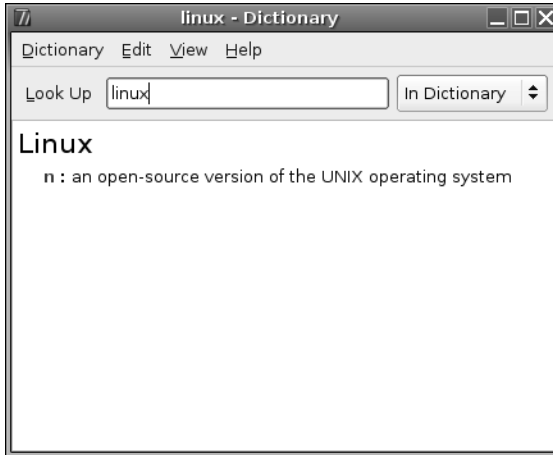 linux - Dictionary
Dictionary Edit View Help
Look Up linux In Dictionary
Linux
n : an open-source version of the UNIX operating system